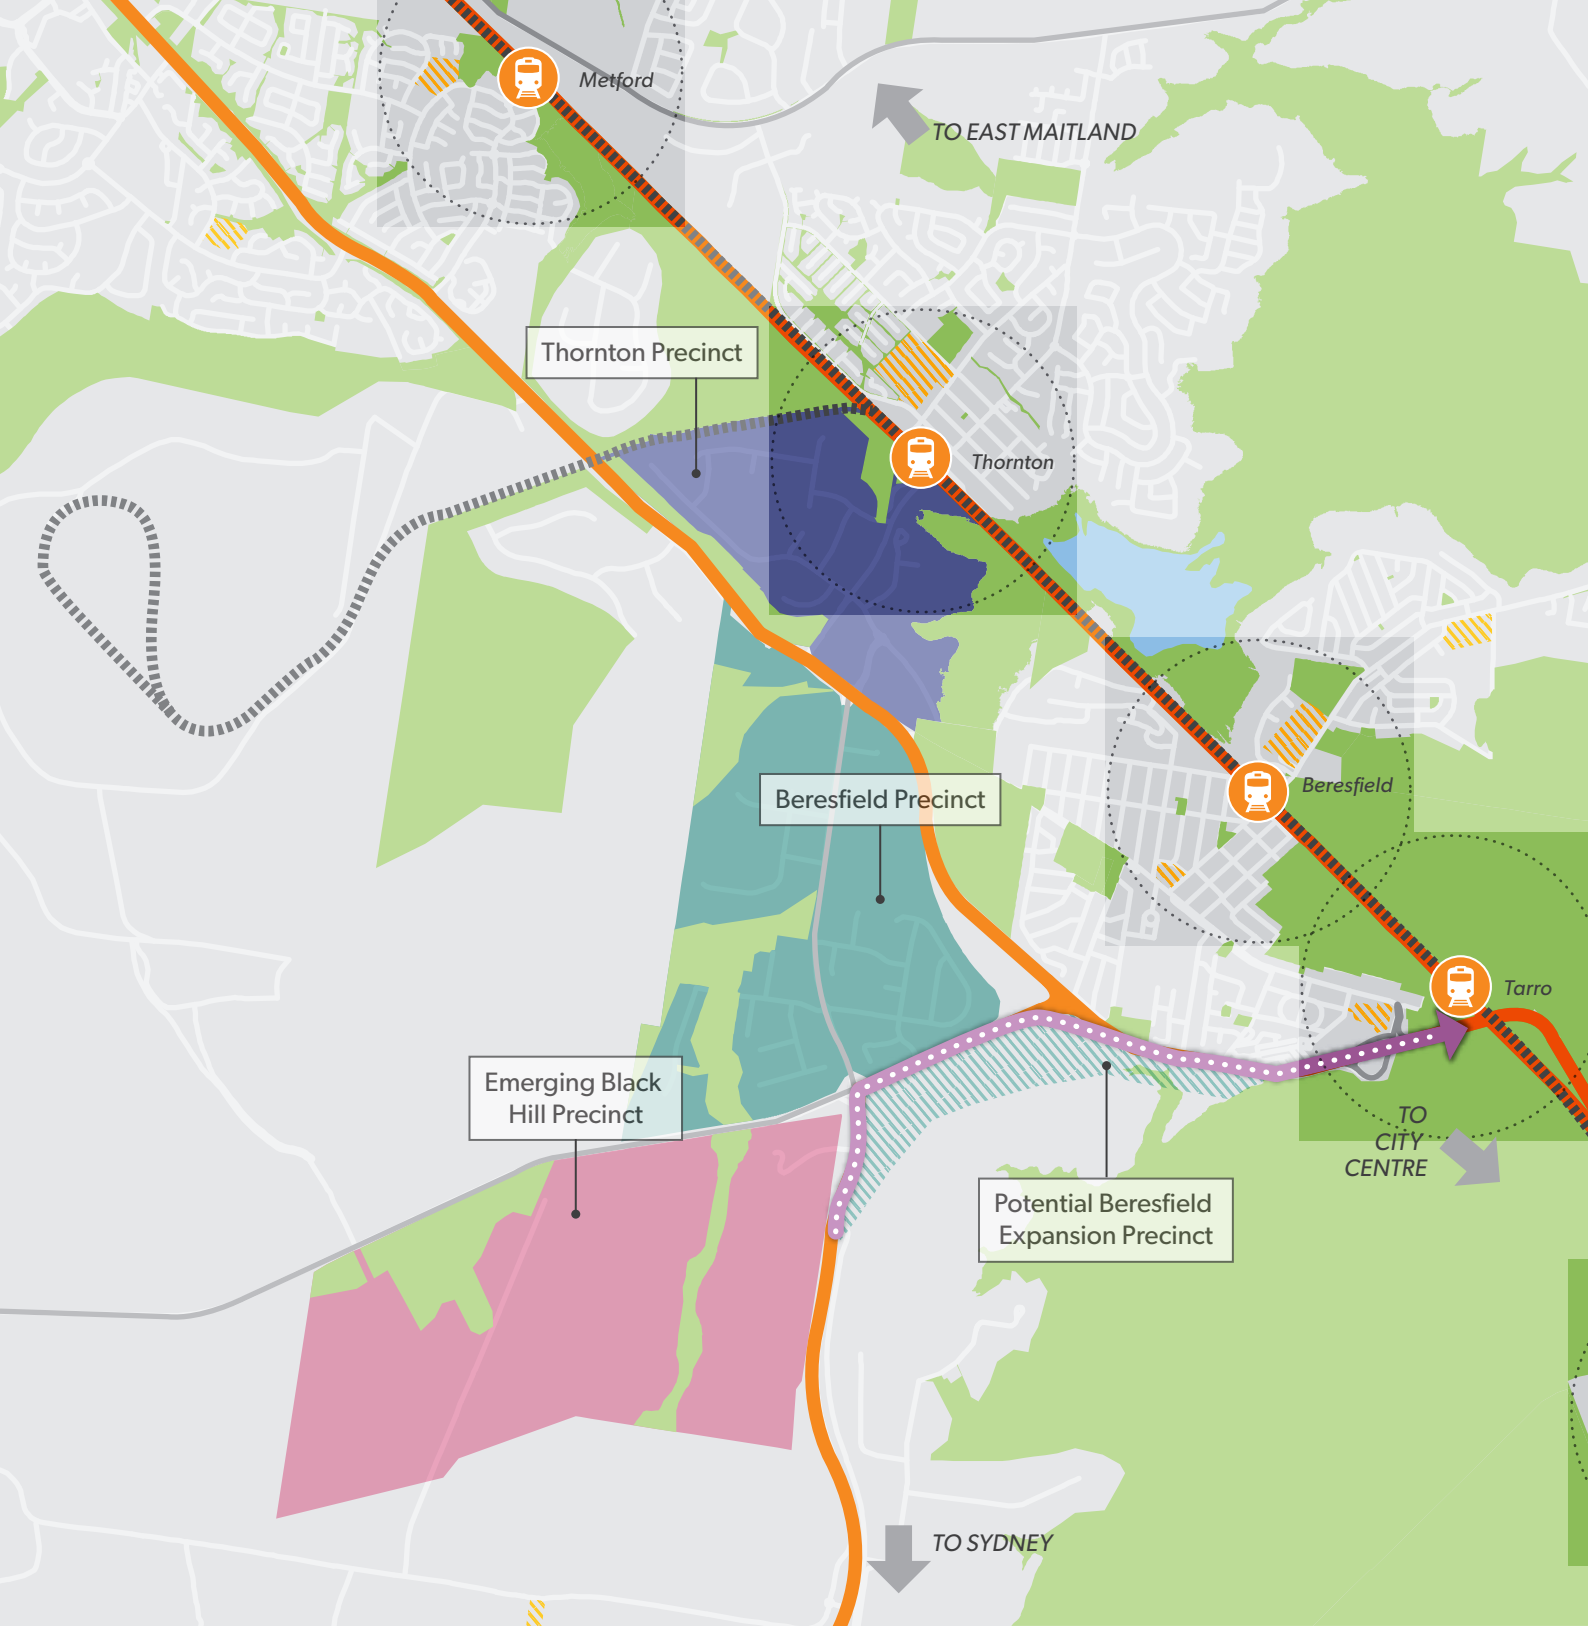 Metford
TO EAST MAITLAND
Thornton Precinct
Thornton
Beresfield
Beresfield Precinct
Tarro
Emerging Black
Hill Precinct
TO
CITY
CENTRE
Potential Beresfield
Expansion Precinct
TO SYDNEY